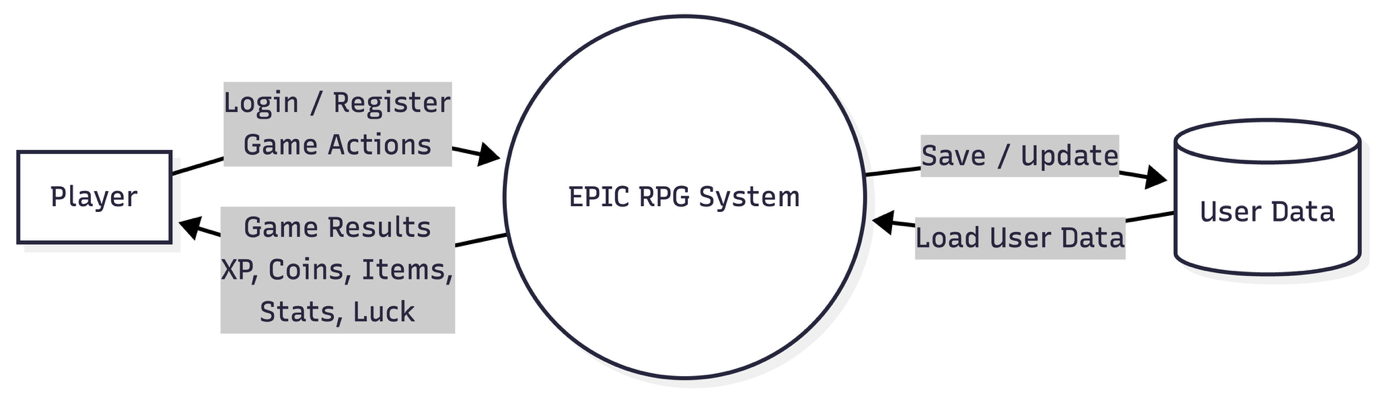 Login / Register
Game Actions
Player
Game Results
XP, Coins, Items,
Stats, Luck
EPIC RPG System
Save / Update
Load User Data
User Data